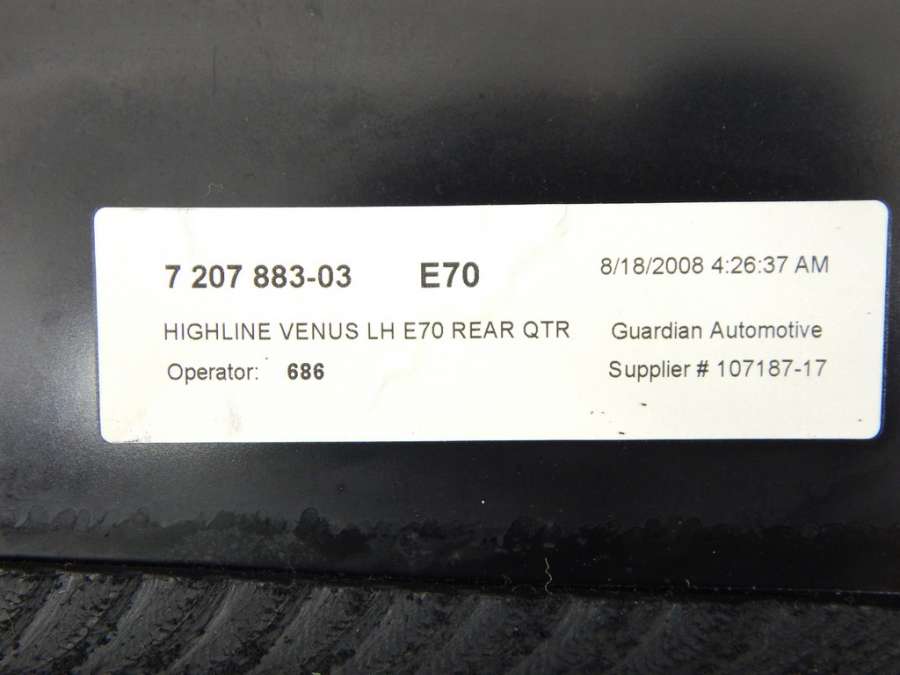 7 207 883-03 E70 8/18/2008 4:26:37 AM
HIGHLINE VENUS LH E70 REAR QTR Guardian Automotive
Operator: 686 Supplier # 107187-17